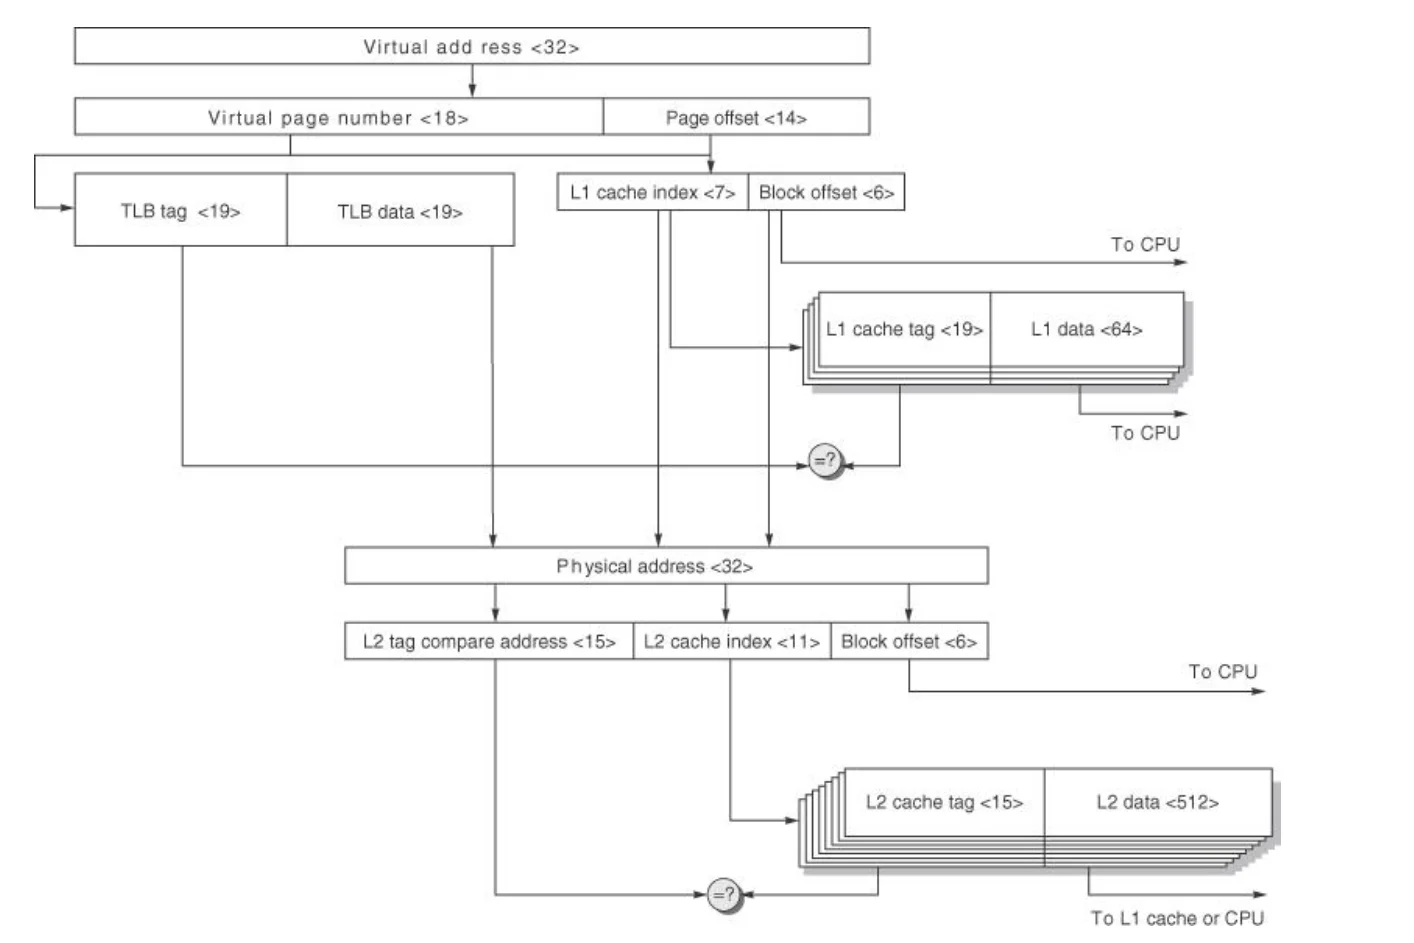 Virtual add ress <32>
Virtual page number <18> Page offset <14>
L1 cache index <7> Block offset <6>
TLB tag <19> TLB data <19>
To CPU
L1 cache tag <19> L1 data <64>
To CPU
=?
Physical address <32>
L2 tag compare address <15> L2 cache index <11> Block offset <6>
To CPU
L2 cache tag <15> L2 data <512>
=?
To L1 cache or CPU